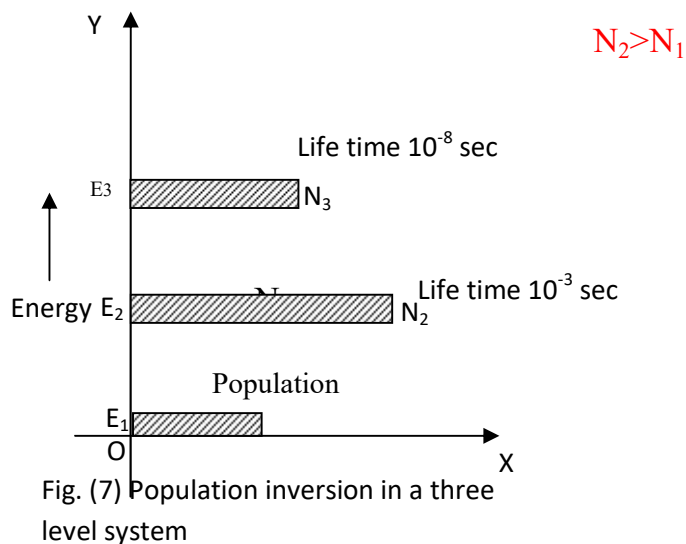 Y
N₂>N₁
Life time 10⁻⁸ sec
E3
N₃
Life time 10⁻³ sec
Energy E₂
N₂
Population
E₁
O
X
Fig. (7) Population inversion in a three
level system